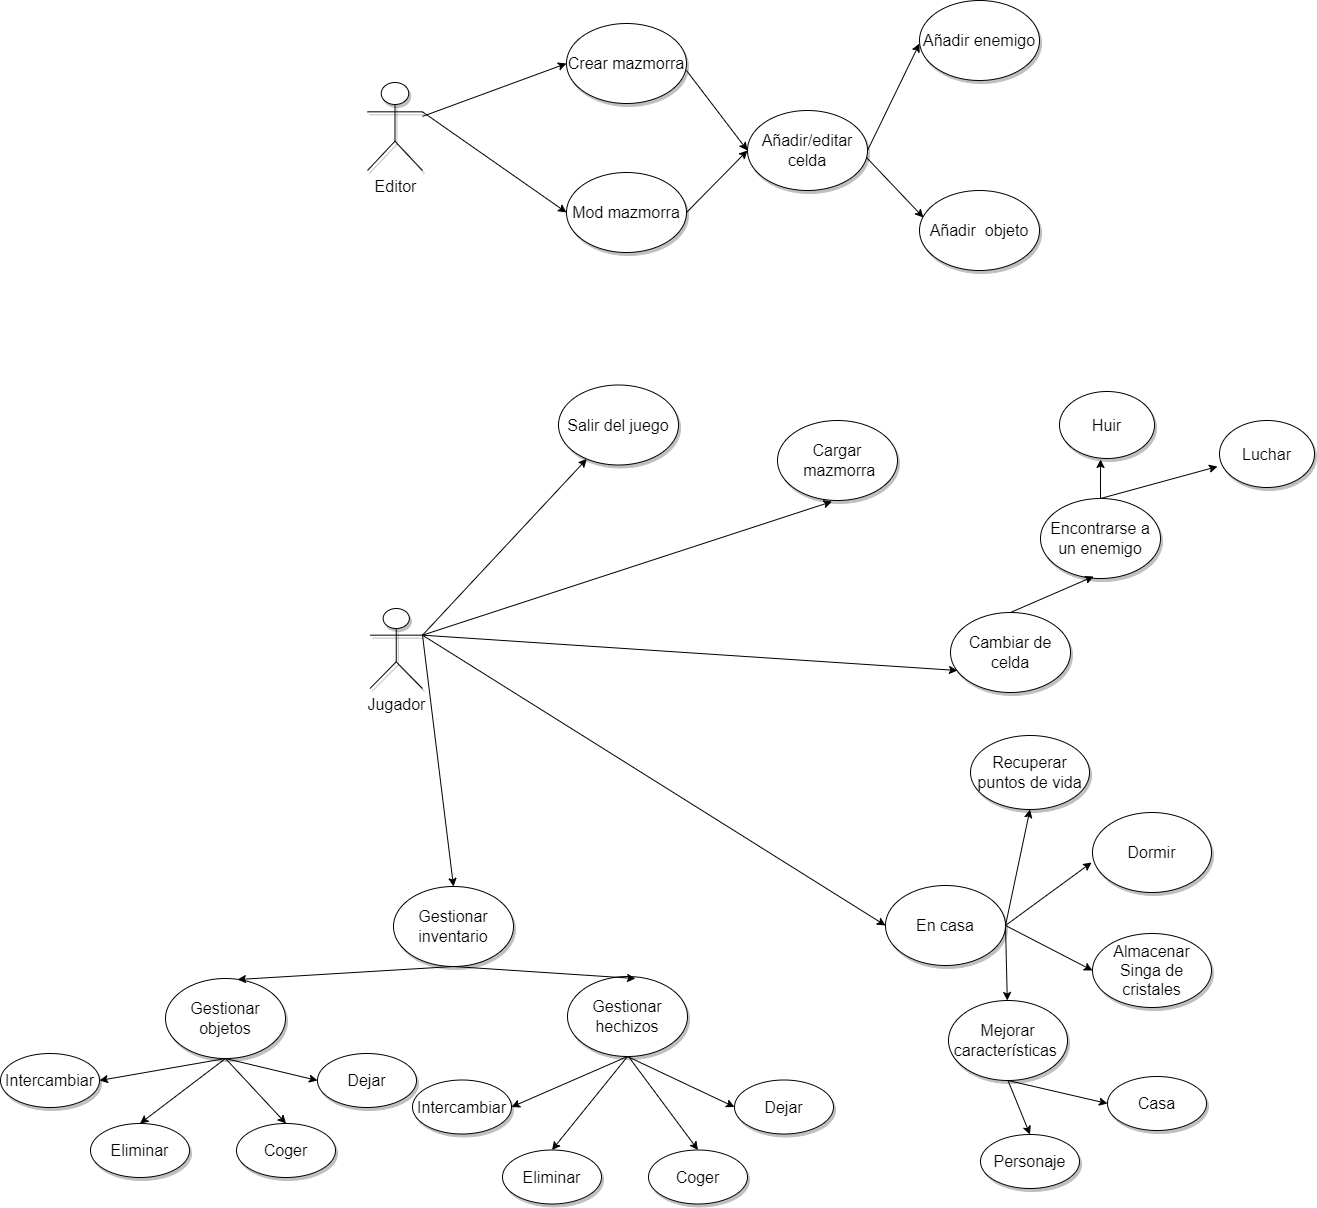 Añadir enemigo
Crear mazmorra
Añadir/editar
celda
Editor
Mod mazmorra
Añadir  objeto
Salir del juego
Huir
Cargar
mazmorra
Luchar
Encontrarse a
un enemigo
Cambiar de
celda
Jugador
Recuperar
puntos de vida
Dormir
Gestionar
inventario
En casa
Almacenar
Singa de
cristales
Gestionar
objetos
Gestionar
hechizos
Mejorar
características
Intercambiar
Dejar
Intercambiar
Dejar
Casa
Eliminar
Coger
Personaje
Eliminar
Coger